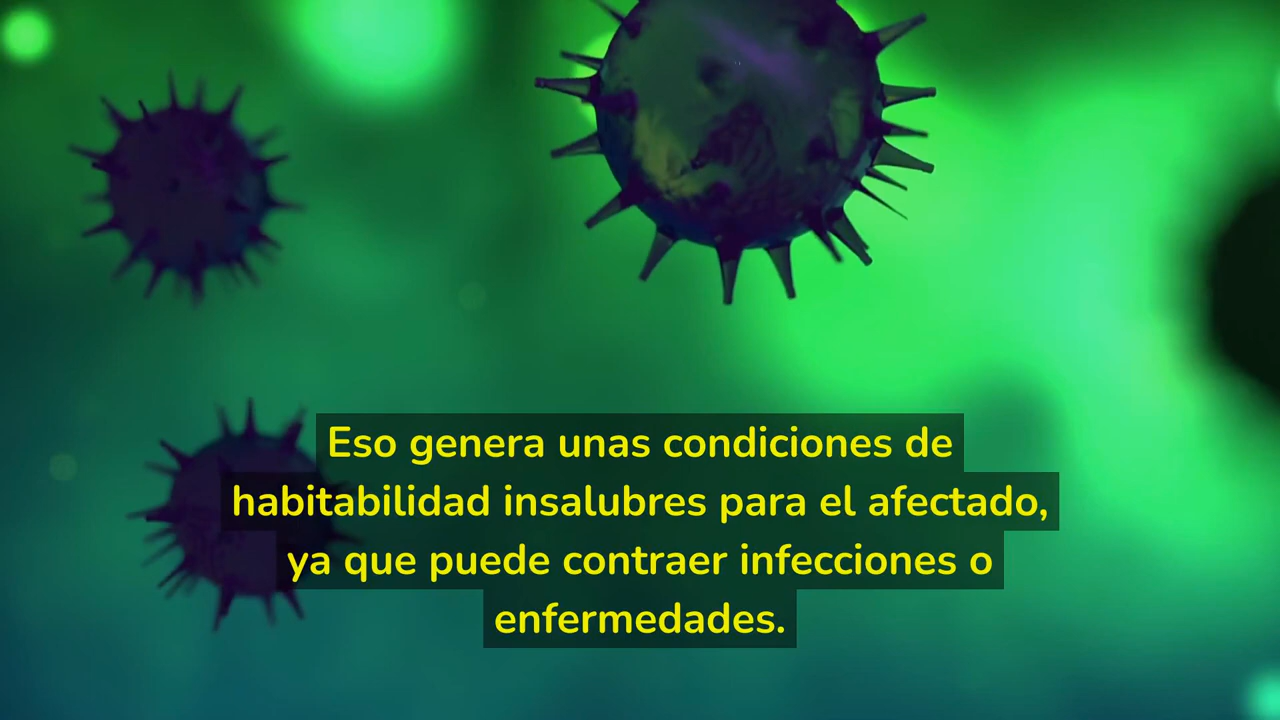 Eso genera unas condiciones de
habitabilidad insalubres para el afectado,
ya que puede contraer infecciones o
enfermedades.